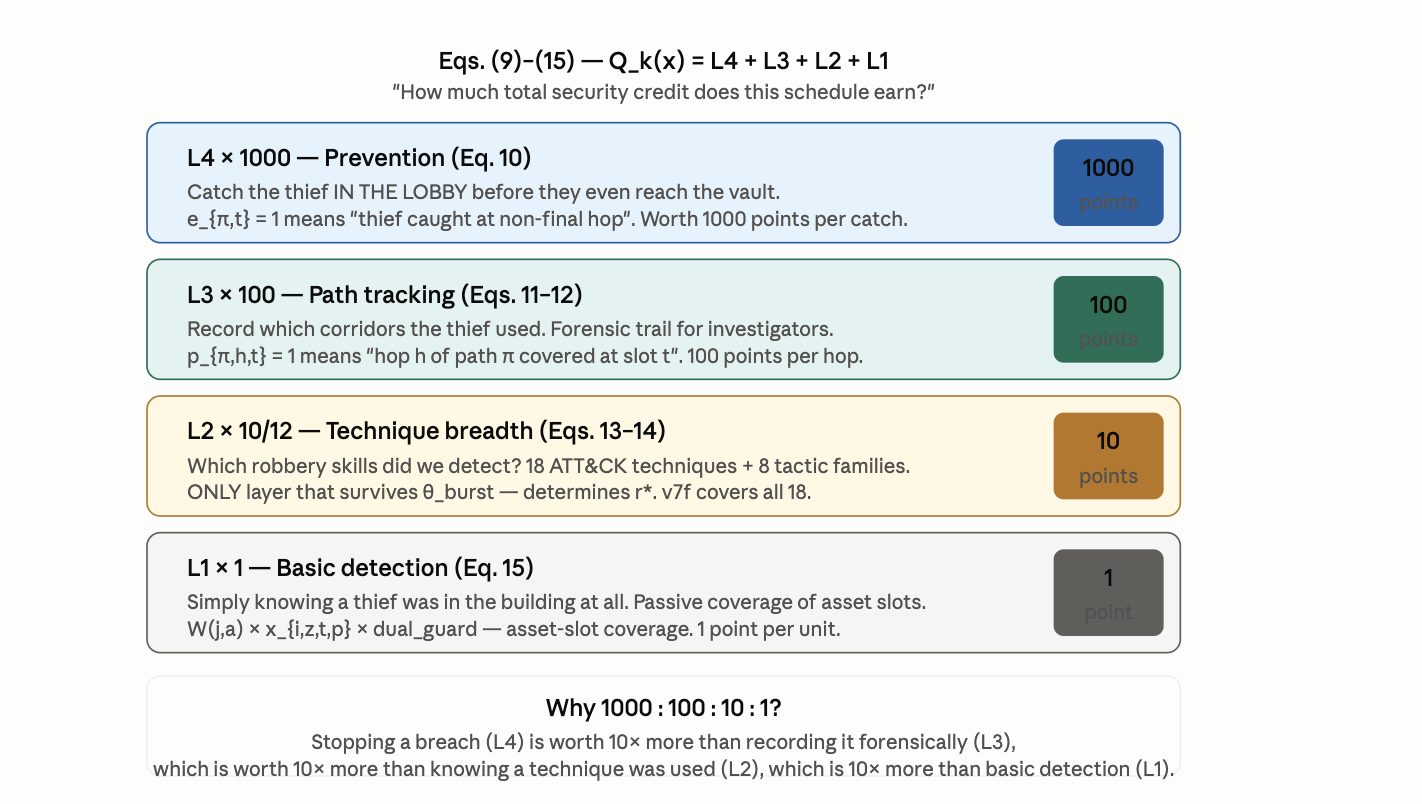 Eqs. (9)–(15) — Q_k(x) = L4 + L3 + L2 + L1
"How much total security credit does this schedule earn?"
L4 × 1000 — Prevention (Eq. 10)
Catch the thief IN THE LOBBY before they even reach the vault.
e_{π,t} = 1 means "thief caught at non-final hop". Worth 1000 points per catch.
1000
points
L3 × 100 — Path tracking (Eqs. 11–12)
Record which corridors the thief used. Forensic trail for investigators.
p_{π,h,t} = 1 means "hop h of path π covered at slot t". 100 points per hop.
100
points
L2 × 10/12 — Technique breadth (Eqs. 13–14)
Which robbery skills did we detect? 18 ATT&CK techniques + 8 tactic families.
ONLY layer that survives θ_burst — determines r*. v7f covers all 18.
10
points
L1 × 1 — Basic detection (Eq. 15)
Simply knowing a thief was in the building at all. Passive coverage of asset slots.
W(j,a) × x_{i,z,t,p} × dual_guard — asset-slot coverage. 1 point per unit.
1
point
Why 1000 : 100 : 10 : 1?
Stopping a breach (L4) is worth 10× more than recording it forensically (L3),
which is worth 10× more than knowing a technique was used (L2), which is 10× more than basic detection (L1).